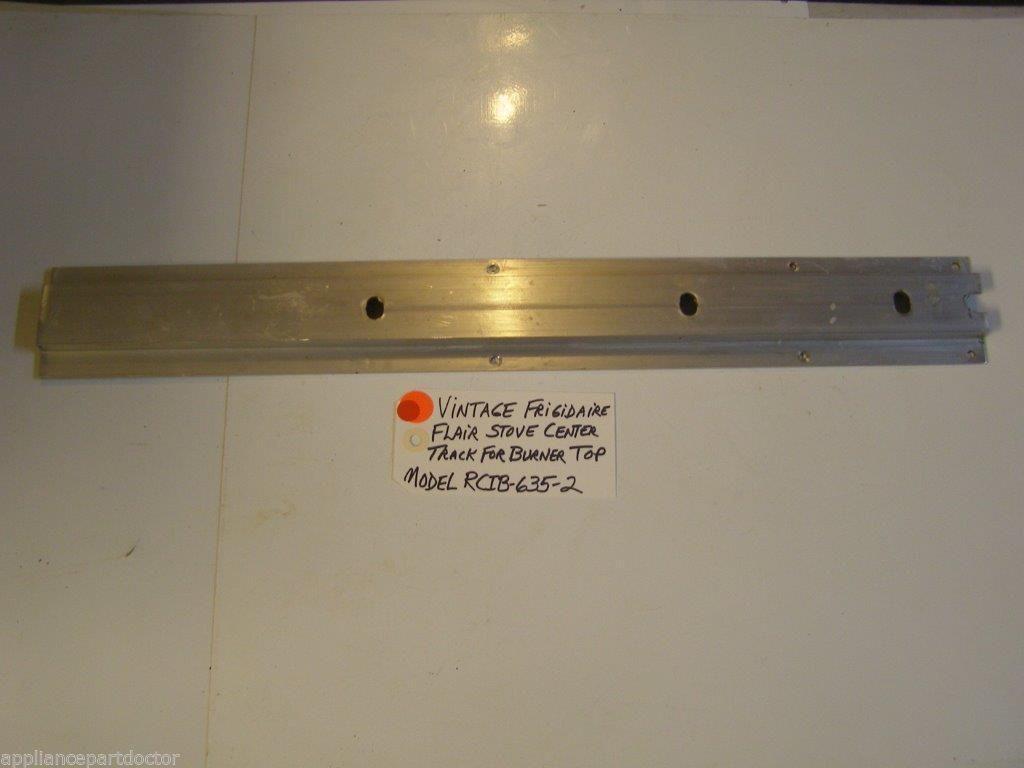 VINTAGE FRIGIDAIRE
FLAIR STOVE CENTER
TRACK FOR BURNER TOP
MODEL RCIB-635-2
appliancepartdoctor